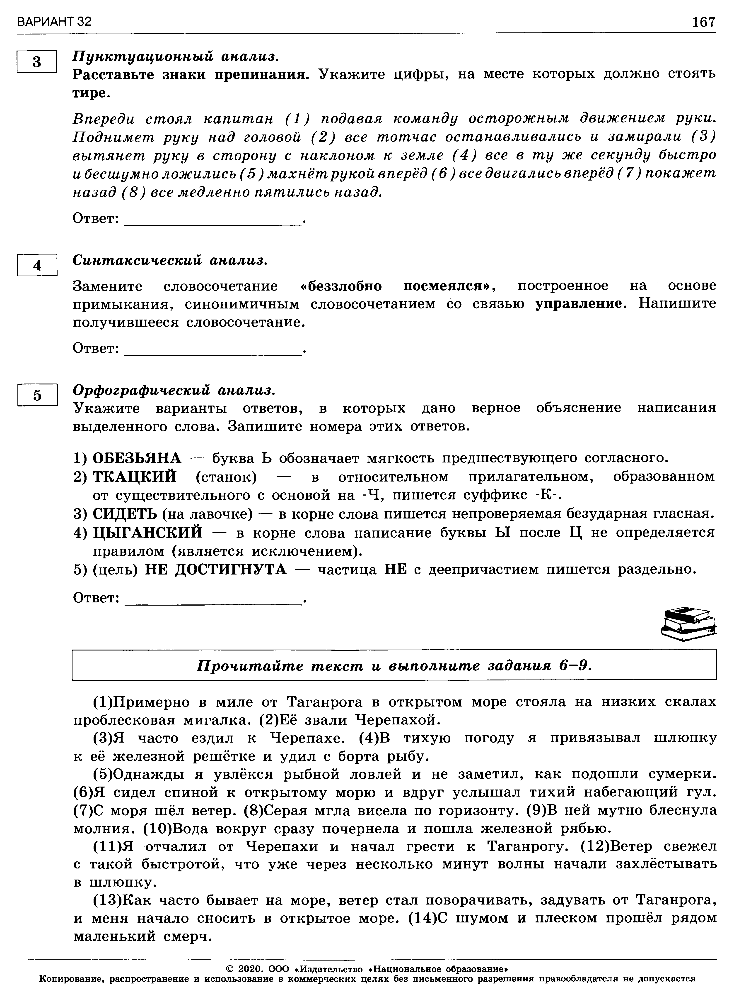 ВАРИАНТ 32
167
3
Пунктуационный анализ.
Расставьте знаки препинания. Укажите цифры, на месте которых должно стоять
тире.
Впереди стоял капитан (1) подавая команду осторожным движением руки.
Поднимет руку над головой (2) все тотчас останавливались и замирали (3)
вытянет руку в сторону с наклоном к земле (4) все в ту же секунду быстро
и бесшумно ложились (5) махнёт рукой вперёд (6) все двигались вперёд (7) покажет
назад (8) все медленно пятились назад.
Ответ: ____________________.
4
Синтаксический анализ.
Замените словосочетание «беззлобно посмеялся», построенное на основе
примыкания, синонимичным словосочетанием со связью управление. Напишите
получившееся словосочетание.
Ответ: ____________________.
5
Орфографический анализ.
Укажите варианты ответов, в которых дано верное объяснение написания
выделенного слова. Запишите номера этих ответов.
1) ОБЕЗЬЯНА — буква Ь обозначает мягкость предшествующего согласного.
2) ТКАЦКИЙ (станок) — в относительном прилагательном, образованном
от существительного с основой на -Ч, пишется суффикс -К-.
3) СИДЕТЬ (на лавочке) — в корне слова пишется непроверяемая безударная гласная.
4) ЦЫГАНСКИЙ — в корне слова написание буквы Ы после Ц не определяется
правилом (является исключением).
5) (цель) НЕ ДОСТИГНУТА — частица НЕ с деепричастием пишется раздельно.
Ответ: ____________________.
Прочитайте текст и выполните задания 6–9.
(1)Примерно в миле от Таганрога в открытом море стояла на низких скалах
проблесковая мигалка. (2)Её звали Черепахой.
(3)Я часто ездил к Черепахе. (4)В тихую погоду я привязывал шлюпку
к её железной решётке и удил с борта рыбу.
(5)Однажды я увлёкся рыбной ловлей и не заметил, как подошли сумерки.
(6)Я сидел спиной к открытому морю и вдруг услышал тихий набегающий гул.
(7)С моря шёл ветер. (8)Серая мгла висела по горизонту. (9)В ней мутно блеснула
молния. (10)Вода вокруг сразу почернела и пошла железной рябью.
(11)Я отчалил от Черепахи и начал грести к Таганрогу. (12)Ветер свежел
с такой быстротой, что уже через несколько минут волны начали захлёстывать
в шлюпку.
(13)Как часто бывает на море, ветер стал поворачивать, задувать от Таганрога,
и меня начало сносить в открытое море. (14)С шумом и плеском прошёл рядом
маленький смерч.
© 2020. ООО «Издательство «Национальное образование»
Копирование, распространение и использование в коммерческих целях без письменного разрешения правообладателя не допускается